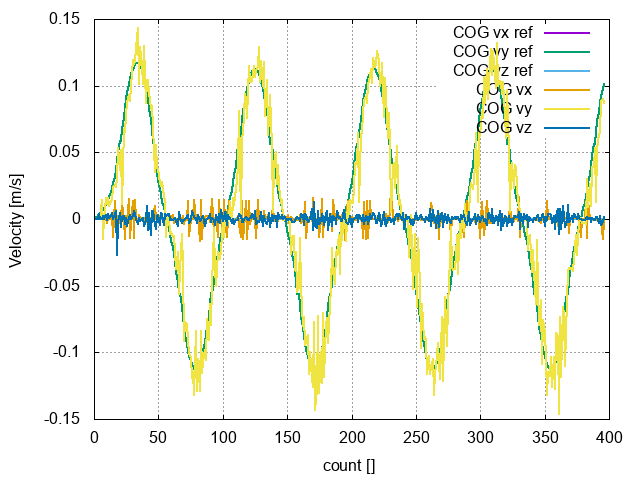 0.15
0.1
0.05
0
-0.05
-0.1
-0.15
Velocity [m/s]
COG vx ref
COG vy ref
COG vz ref
COG vx
COG vy
COG vz
0 50 100 150 200 250 300 350 400
count []